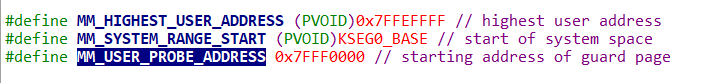 #define MM_HIGHEST_USER_ADDRESS (PVOID)0x7FFEFFFF // highest user address
#define MM_SYSTEM_RANGE_START (PVOID)KSEG0_BASE // start of system space
#define MM_USER_PROBE_ADDRESS 0x7FFF0000 // starting address of guard page